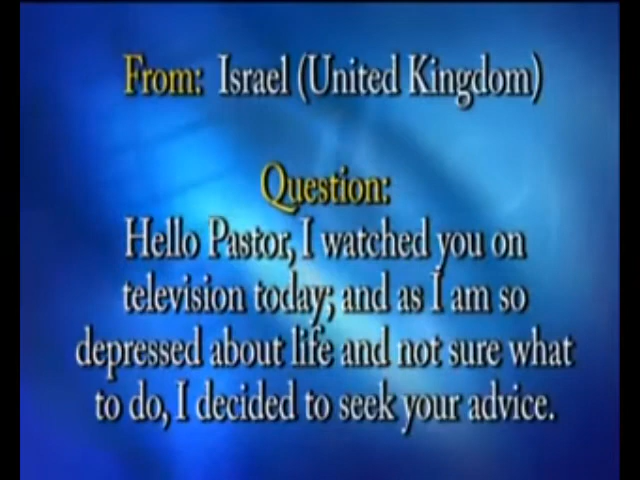 From: Israel (United Kingdom)
Question:
Hello Pastor, I watched you on
television today; and as I am so
depressed about life and not sure what
to do, I decided to seek your advice.